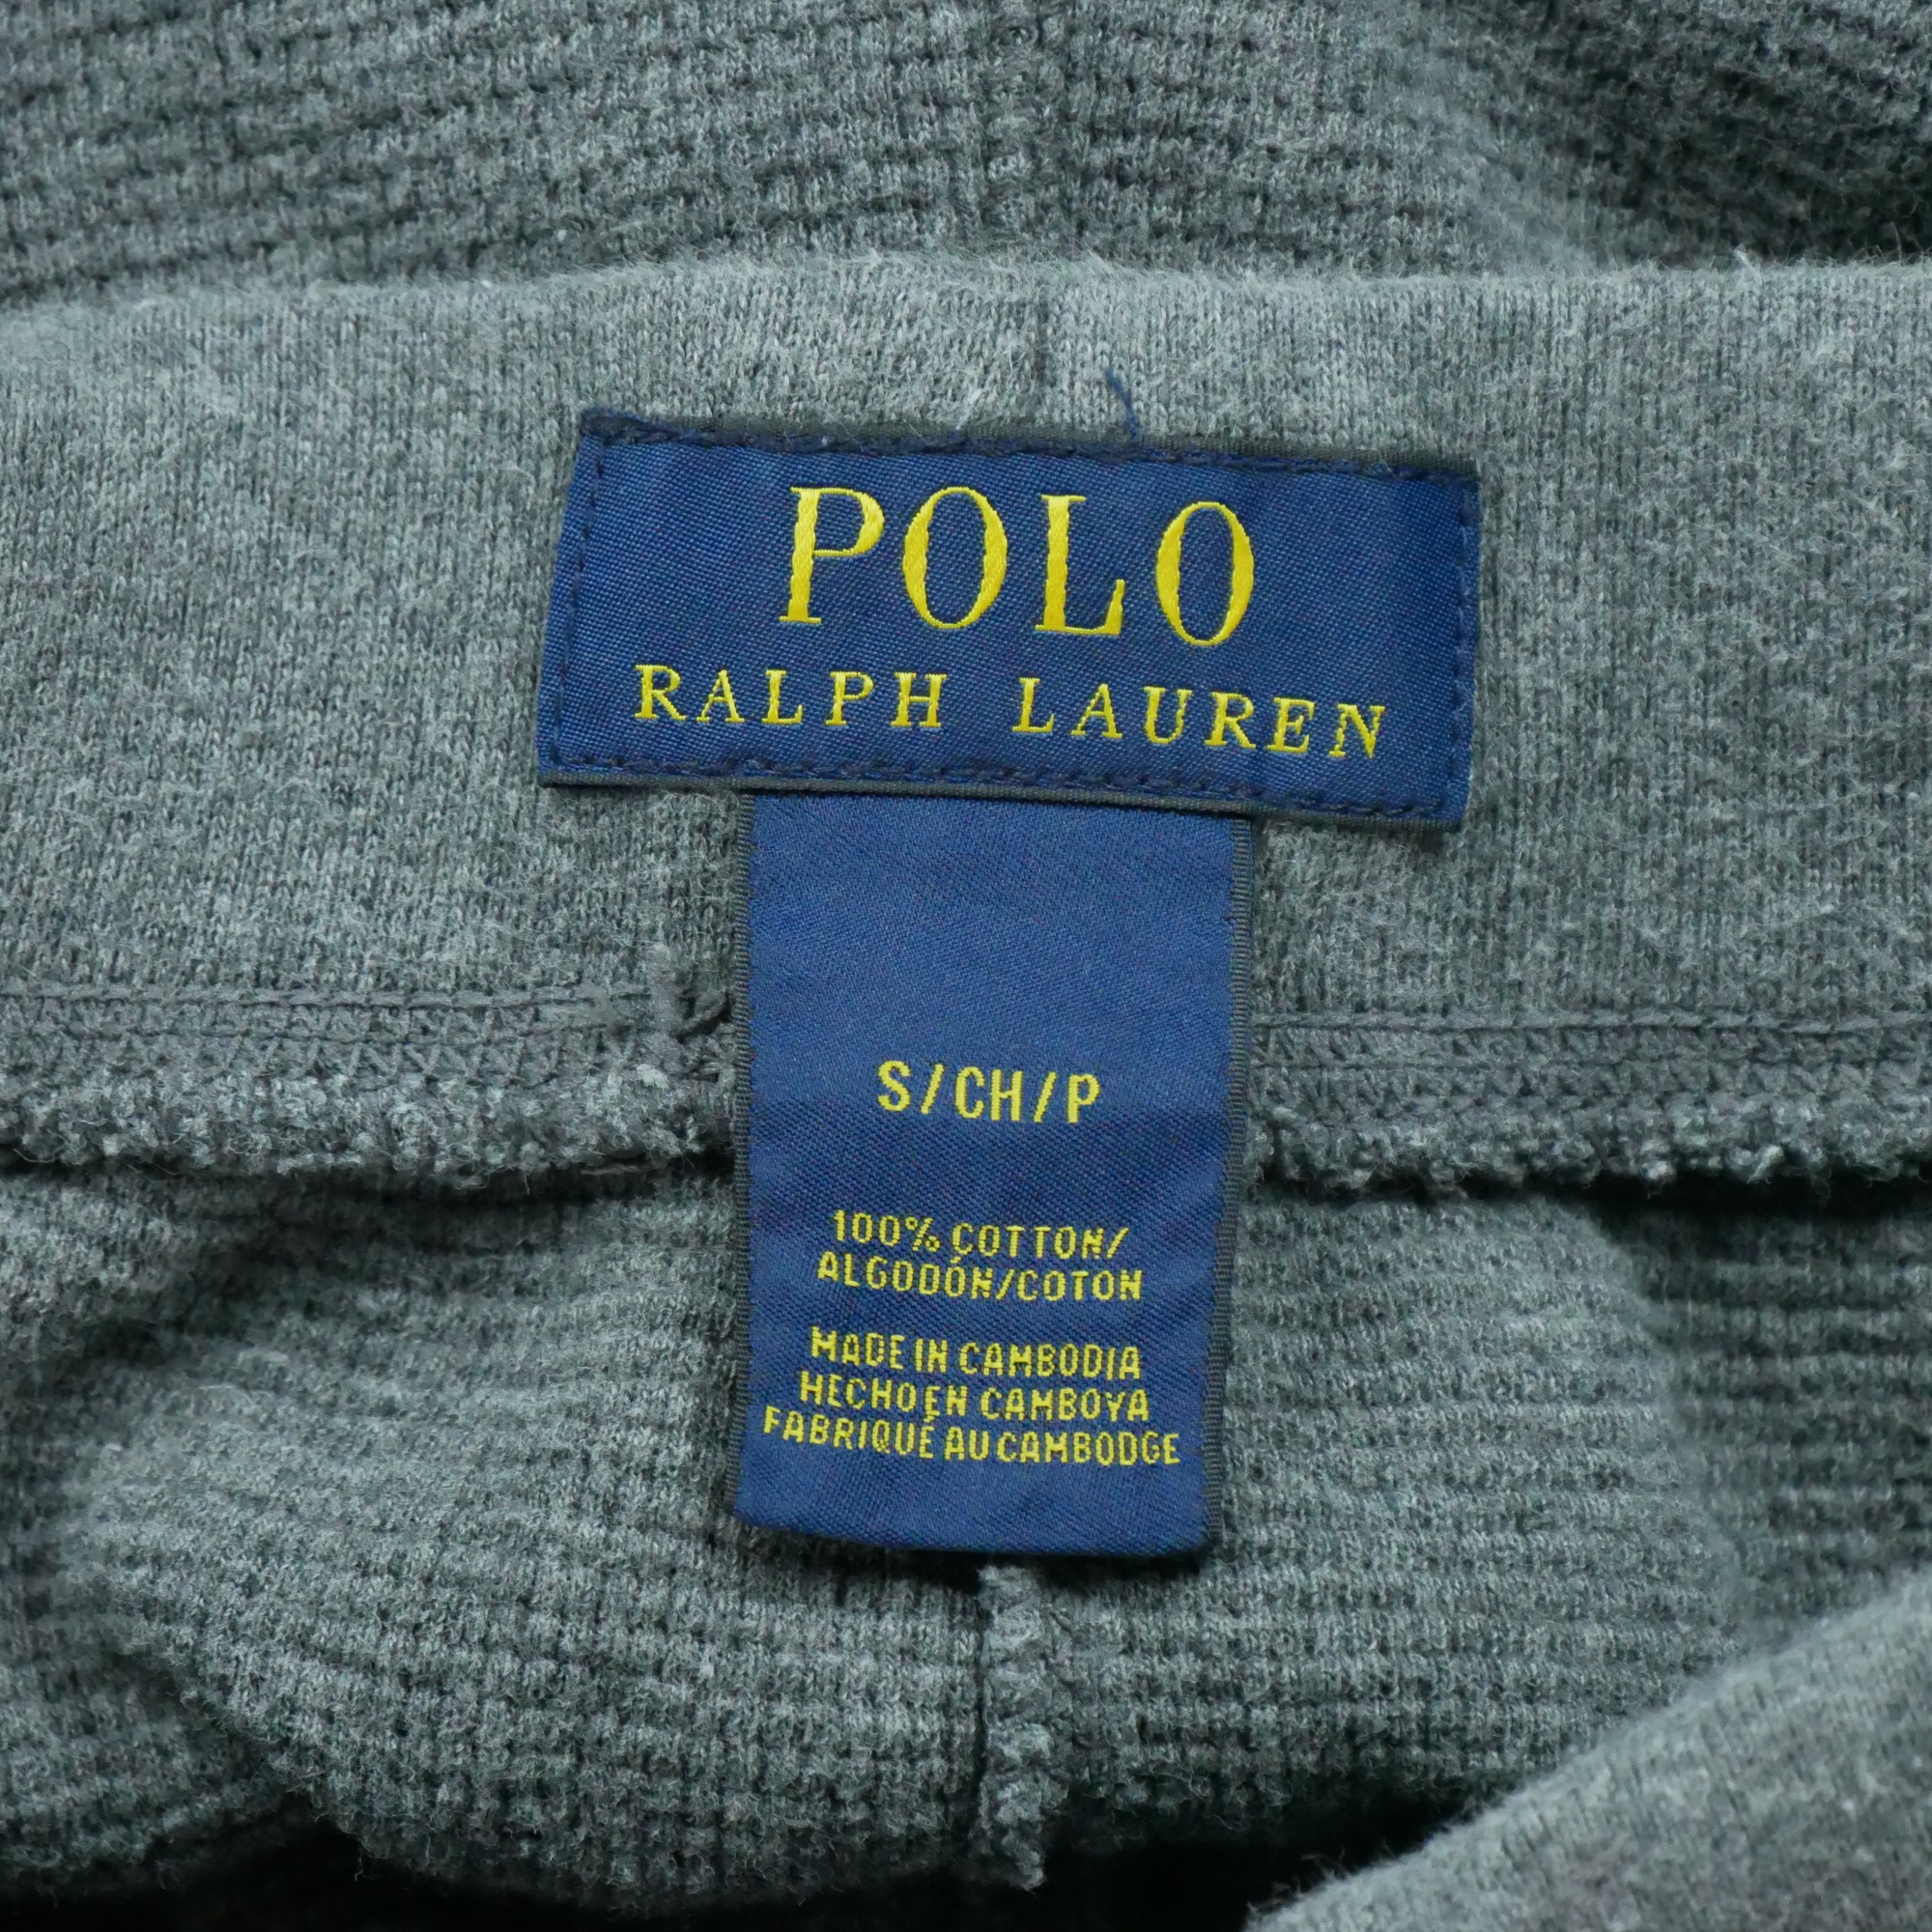 POLO
RALPH LAUREN
S/CH/P
100% COTTON/
ALGODÓN/COTON
MADE IN CAMBODIA
HECHO EN CAMBOYA
FABRIQUÉ AU CAMBODGE